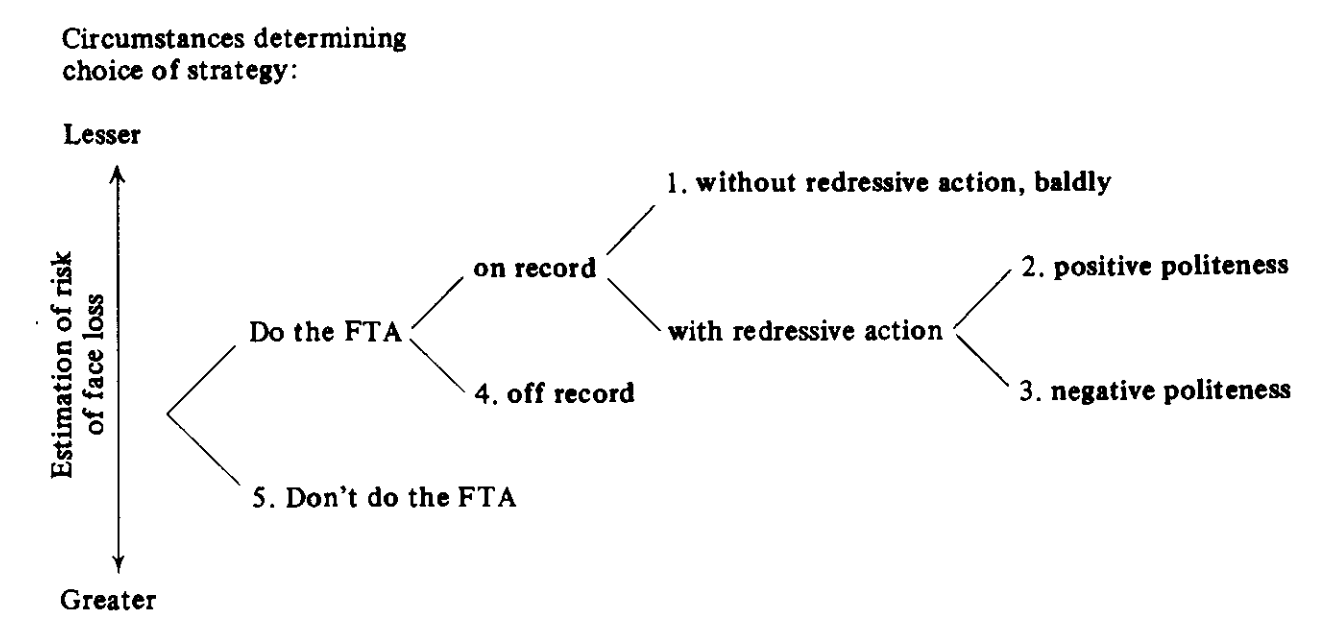 Circumstances determining
choice of strategy:
Lesser
Estimation of risk
of face loss
1. without redressive action, baldly
on record
2. positive politeness
Do the FTA
with redressive action
4. off record
3. negative politeness
5. Don't do the FTA
Greater